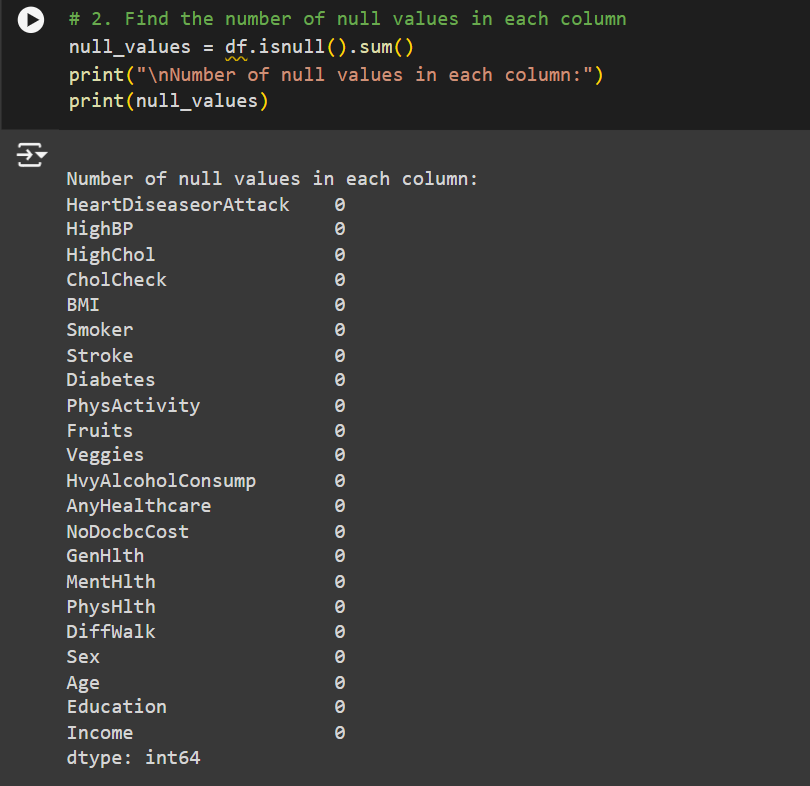 # 2. Find the number of null values in each column
null_values = df.isnull().sum()
print("\nNumber of null values in each column:")
print(null_values)
Number of null values in each column:
HeartDiseaseorAttack    0
HighBP                  0
HighChol                0
CholCheck               0
BMI                     0
Smoker                  0
Stroke                  0
Diabetes                0
PhysActivity            0
Fruits                  0
Veggies                 0
HvyAlcoholConsump       0
AnyHealthcare           0
NoDocbcCost             0
GenHlth                 0
MentHlth                0
PhysHlth                0
DiffWalk                0
Sex                     0
Age                     0
Education               0
Income                  0
dtype: int64